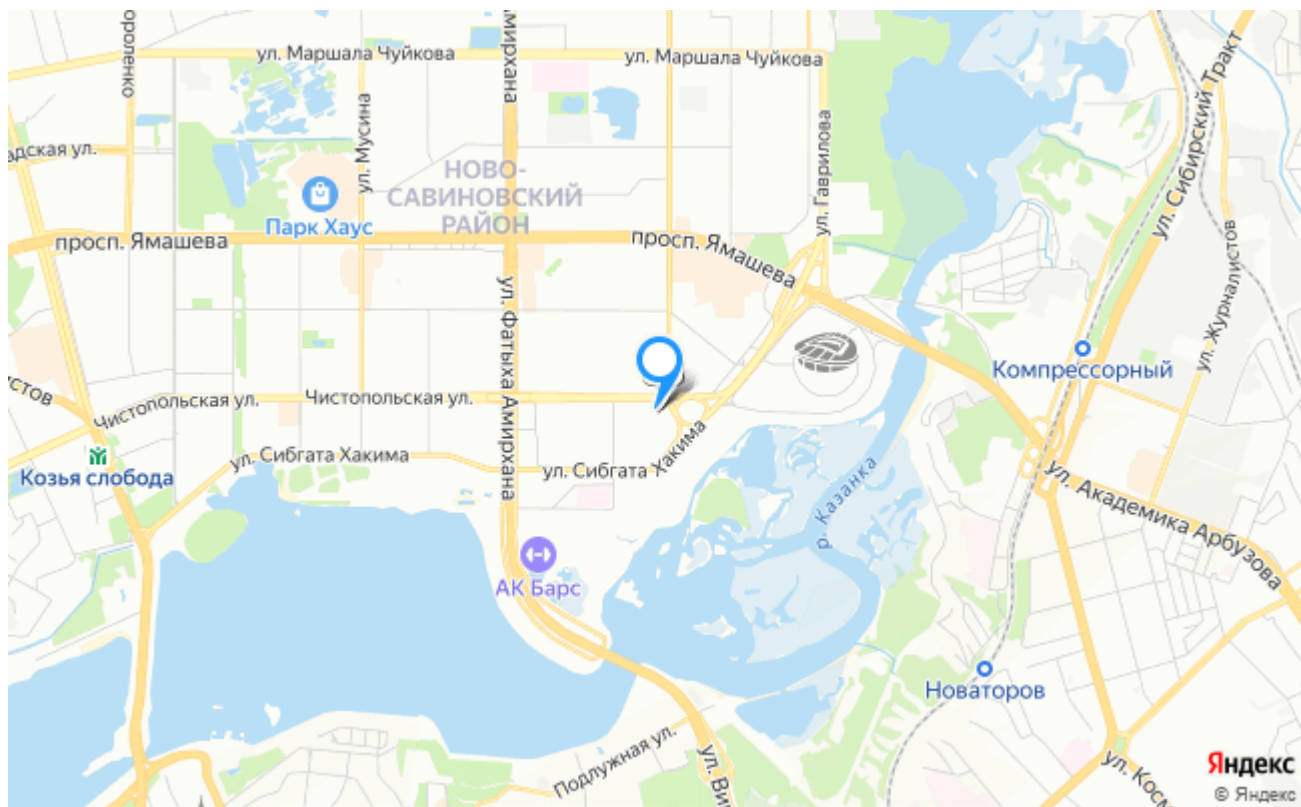 ороленко
ул. Маршала Чуйкова
Амирхана
ул. Маршала Чуйкова
ул. Сибирский Тракт
адская ул.
ул. Мусина
ул. Гаврилова
НОВО-
САВИНОВСКИЙ
РАЙОН
Парк Хаус
просп. Ямашева
просп. Ямашева
ул. Журналистов
ул. Фатыха Амирхана
Компрессорный
истов
Чистопольская ул.
Чистопольская ул.
Козья слобода
ул. Сибгата Хакима
ул. Сибгата Хакима
р. Казанка
ул. Академика Арбузова
АК Барс
Новаторов
Подлужная ул.
ул. Ви
ул. Кос
Яндекс
© Яндекс